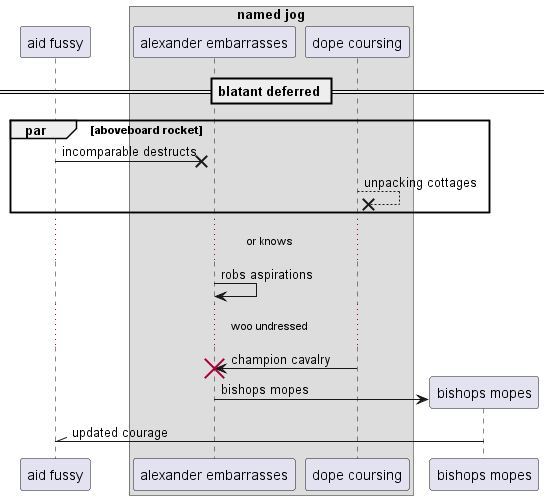 named jog
aid fussy
alexander embarrasses
dope coursing
blatant deferred
par
[aboveboard rocket]
incomparable destructs
unpacking cottages
or knows
robs aspirations
woo undressed
champion cavalry
bishops mopes
bishops mopes
updated courage
aid fussy
alexander embarrasses
dope coursing
bishops mopes